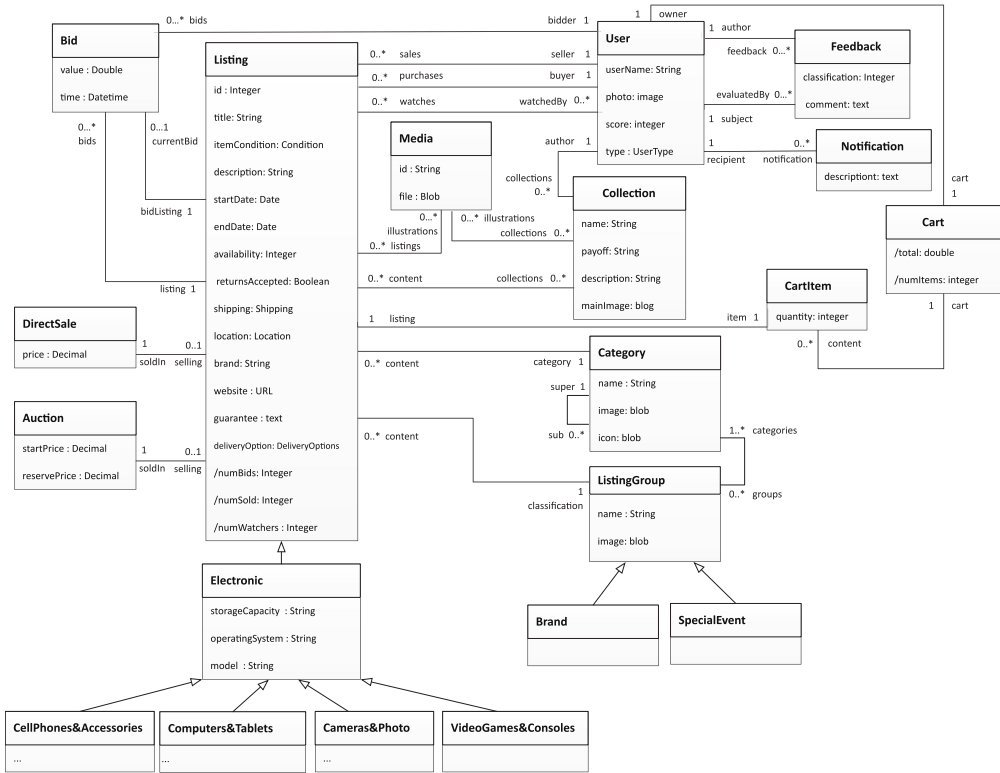 0...* bids
bidder 1
1 owner
Bid
value : Double
time : Datetime
0...*
bids
0...1
currentBid
bidListing 1
listing 1
Listing
id : Integer
title: String
itemCondition: Condition
description: String
startDate: Date
endDate: Date
availability: Integer
returnsAccepted: Boolean
shipping: Shipping
location: Location
brand: String
website : URL
guarantee : text
deliveryOption: DeliveryOptions
/numBids: Integer
/numSold: Integer
/numWatchers : Integer
0..* sales
seller 1
0..* purchases
buyer 1
0..* watches
watchedBy 0..*
User
userName: String
photo: image
score: integer
type : UserType
1 author
feedback 0...*
evaluatedBy 0...*
1 subject
Feedback
classification: Integer
comment: text
1
recipient
0..*
notification
Notification
descriptiont: text
Media
id : String
file : Blob
0...*
illustrations
0...* illustrations
collections 0..*
0..* listings
author 1
collections
0..*
Collection
name: String
payoff: String
description: String
mainImage: blog
0..* content
collections 0..*
cart
1
Cart
/total: double
/numItems: integer
1 cart
CartItem
quantity: integer
1 listing
item 1
0..* content
DirectSale
price : Decimal
1
soldIn
0..1
selling
Auction
startPrice : Decimal
reservePrice : Decimal
1
soldIn
0..1
selling
0..* content
category 1
Category
name : String
image: blob
icon: blob
super 1
sub 0..*
1..* categories
0..* groups
0..* content
1
classification
ListingGroup
name : String
image: blob
Brand
SpecialEvent
Electronic
storageCapacity : String
operatingSystem : String
model : String
CellPhones&Accessories
...
Computers&Tablets
...
Cameras&Photo
...
VideoGames&Consoles